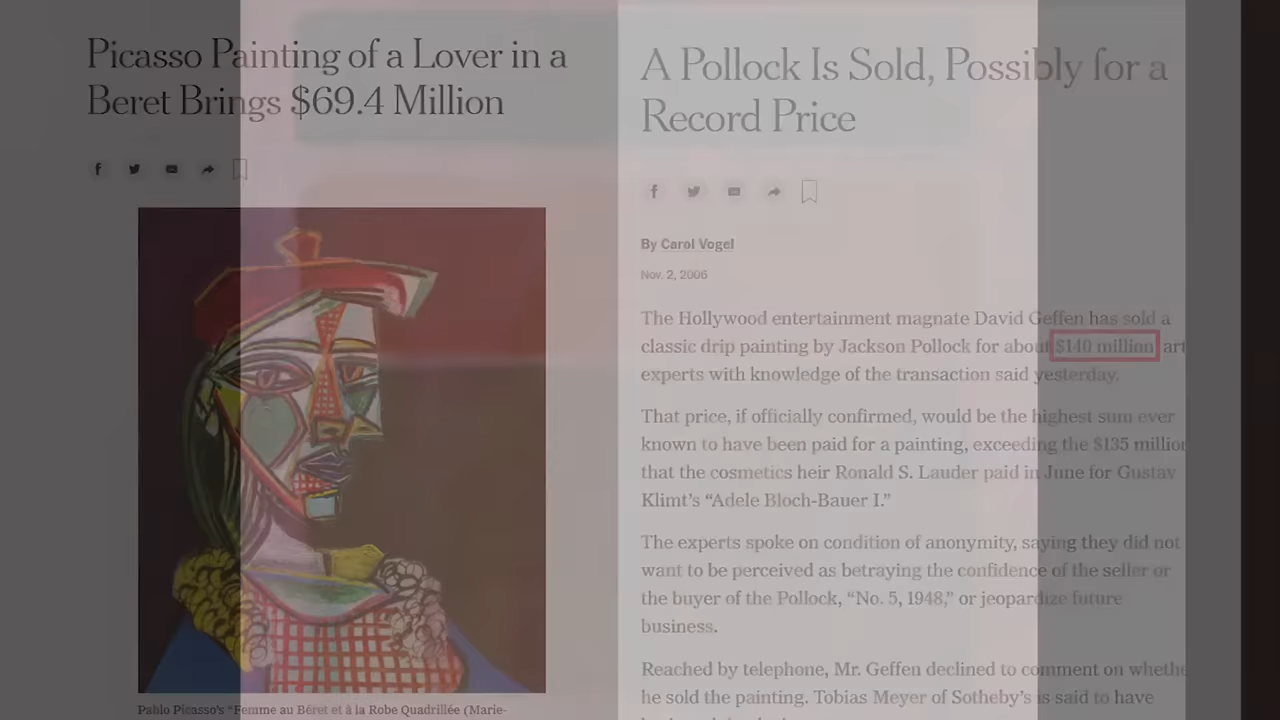 Picasso Painting of a Lover in a
Beret Brings $69.4 Million
Pablo Picasso's "Femme au Béret et à la Robe Quadrillée (Marie-
A Pollock Is Sold, Possibly for a
Record Price
By Carol Vogel
Nov. 2, 2006
The Hollywood entertainment magnate David Geffen has sold a
classic drip painting by Jackson Pollock for about $140 million art
experts with knowledge of the transaction said yesterday.
That price, if officially confirmed, would be the highest sum ever
known to have been paid for a painting, exceeding the $135 million
that the cosmetics heir Ronald S. Lauder paid in June for Gustav
Klimt's “Adele Bloch-Bauer I.”
The experts spoke on condition of anonymity, saying they did not
want to be perceived as betraying the confidence of the seller or
the buyer of the Pollock, “No. 5, 1948,” or jeopardize future
business.
Reached by telephone, Mr. Geffen declined to comment on whethe
he sold the painting. Tobias Meyer of Sotheby's is said to have